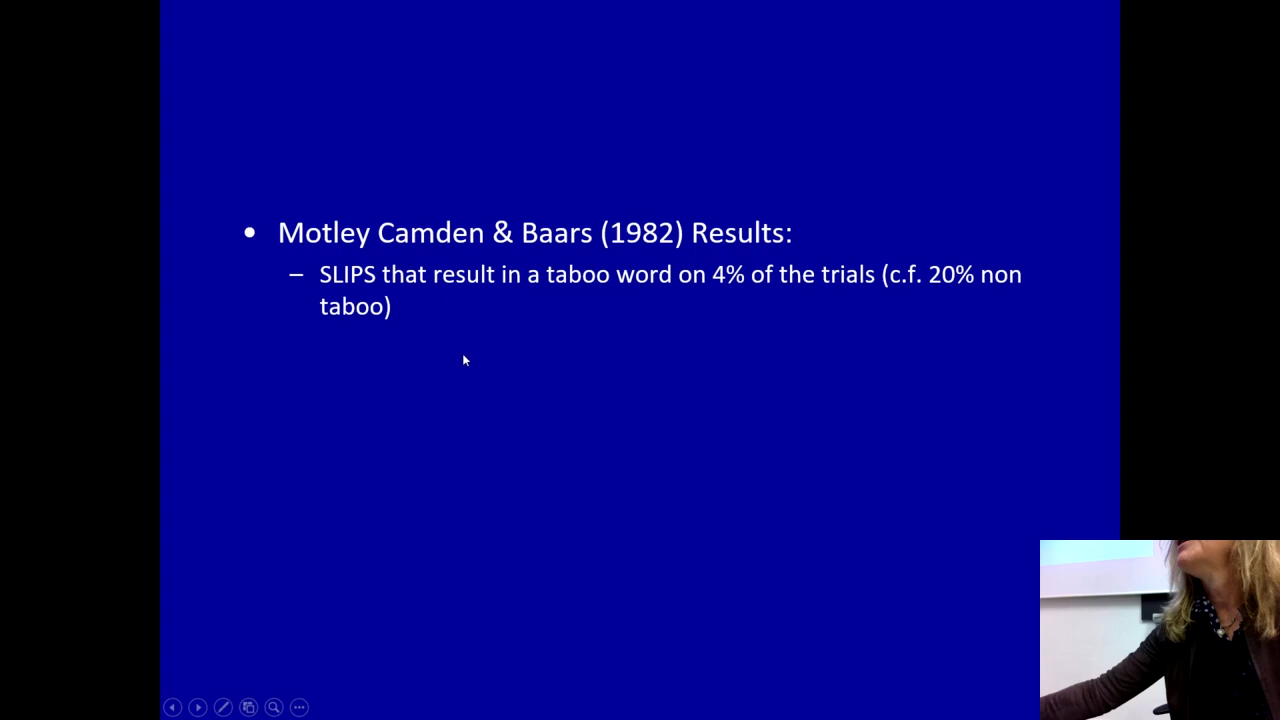 • Motley Camden & Baars (1982) Results:
– SLIPS that result in a taboo word on 4% of the trials (c.f. 20% non
taboo)